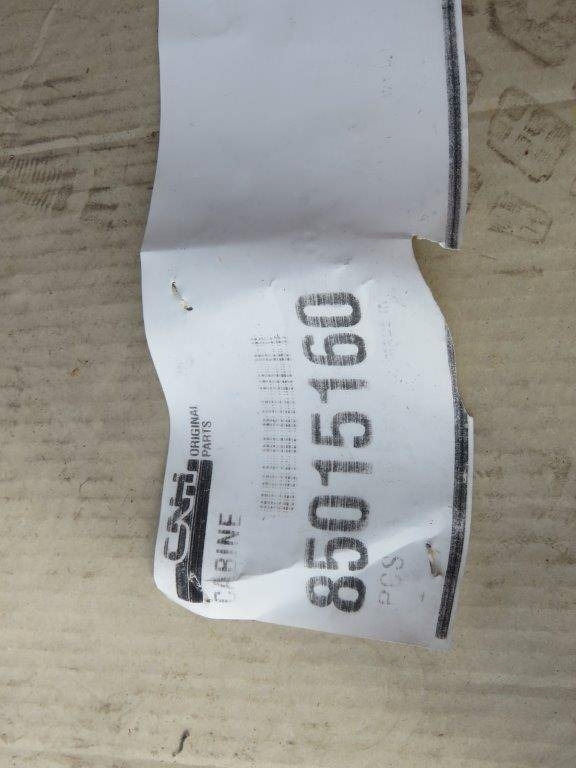 CNH
ORIGINAL
PARTS
CABINE
85015160
PCS